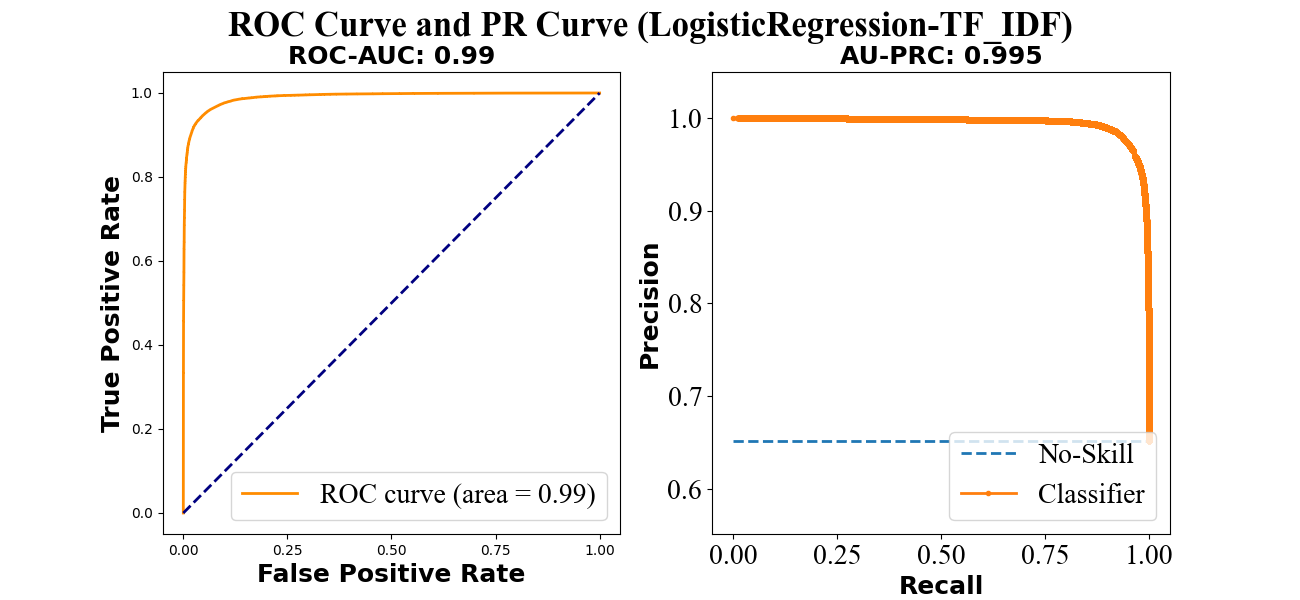 ROC Curve and PR Curve (LogisticRegression-TF_IDF)
ROC-AUC: 0.99
True Positive Rate
1.0
0.8
0.6
0.4
0.2
0.0
ROC curve (area = 0.99)
0.00 0.25 0.50 0.75 1.00
False Positive Rate
AU-PRC: 0.995
Precision
1.0
0.9
0.8
0.7
0.6
No-Skill
Classifier
0.00 0.25 0.50 0.75 1.00
Recall